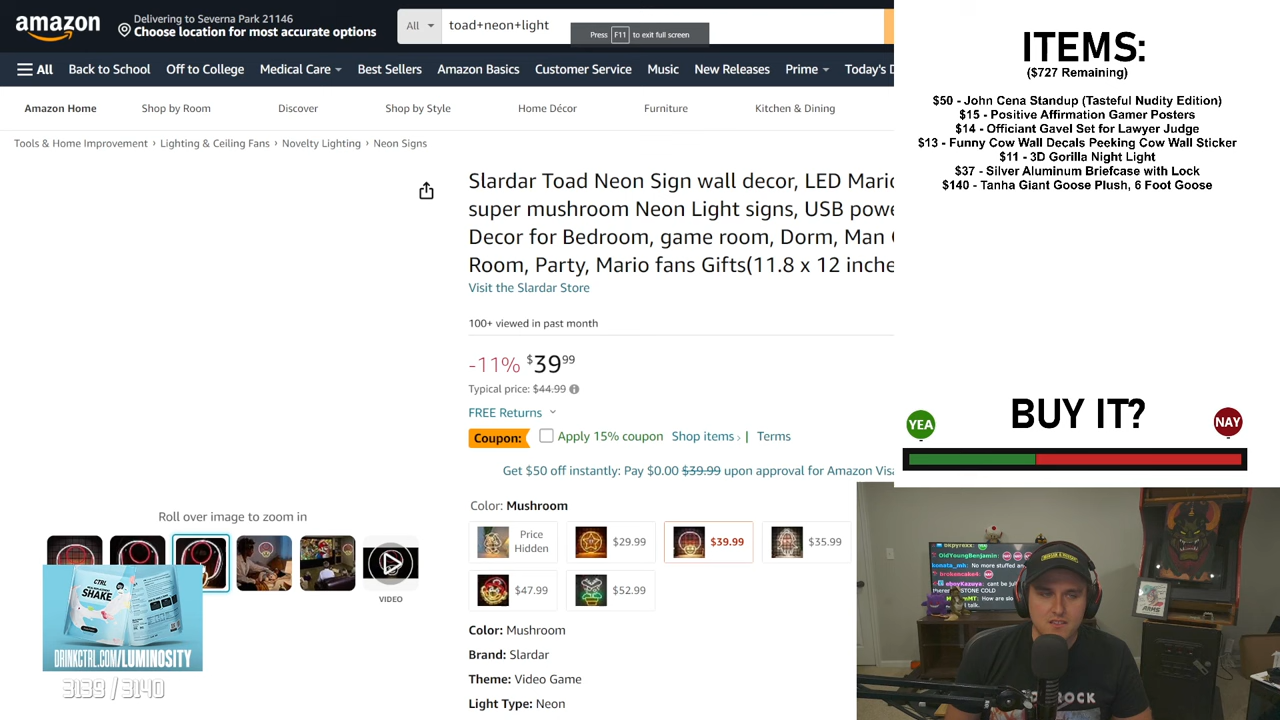 amazon
Delivering to Severna Park 21146
Choose location for most accurate options
All
toad+neon+light
Press F11 to exit full screen
All
Back to School
Off to College
Medical Care
Best Sellers
Amazon Basics
Customer Service
Music
New Releases
Prime
Today's D
Amazon Home
Shop by Room
Discover
Shop by Style
Home Décor
Furniture
Kitchen & Dining
Tools & Home Improvement › Lighting & Ceiling Fans › Novelty Lighting › Neon Signs
Slardar Toad Neon Sign wall decor, LED Mario
super mushroom Neon Light signs, USB powe
Decor for Bedroom, game room, Dorm, Man
Room, Party, Mario fans Gifts(11.8 x 12 inche
Visit the Slardar Store
100+ viewed in past month
-11% $39 99
Typical price: $44.99
FREE Returns
Coupon: Apply 15% coupon Shop items › | Terms
Get $50 off instantly: Pay $0.00 $39.99 upon approval for Amazon Visa
Color: Mushroom
Price
Hidden
$29.99
$39.99
$35.99
$47.99
$52.99
Color: Mushroom
Brand: Slardar
Theme: Video Game
Light Type: Neon
Roll over image to zoom in
VIDEO
CTRL
SHAKE
DRINKCTRL.COM/LUMINOSITY
3139 / 3140
ITEMS:
($727 Remaining)
$50 - John Cena Standup (Tasteful Nudity Edition)
$15 - Positive Affirmation Gamer Posters
$14 - Officiant Gavel Set for Lawyer Judge
$13 - Funny Cow Wall Decals Peeking Cow Wall Sticker
$11 - 3D Gorilla Night Light
$37 - Silver Aluminum Briefcase with Lock
$140 - Tanha Giant Goose Plush, 6 Foot Goose
BUY IT?
YEA
NAY
OldYoungBenjamin:
No more stuffed
STONE COLD
How are
talk.
ROCK